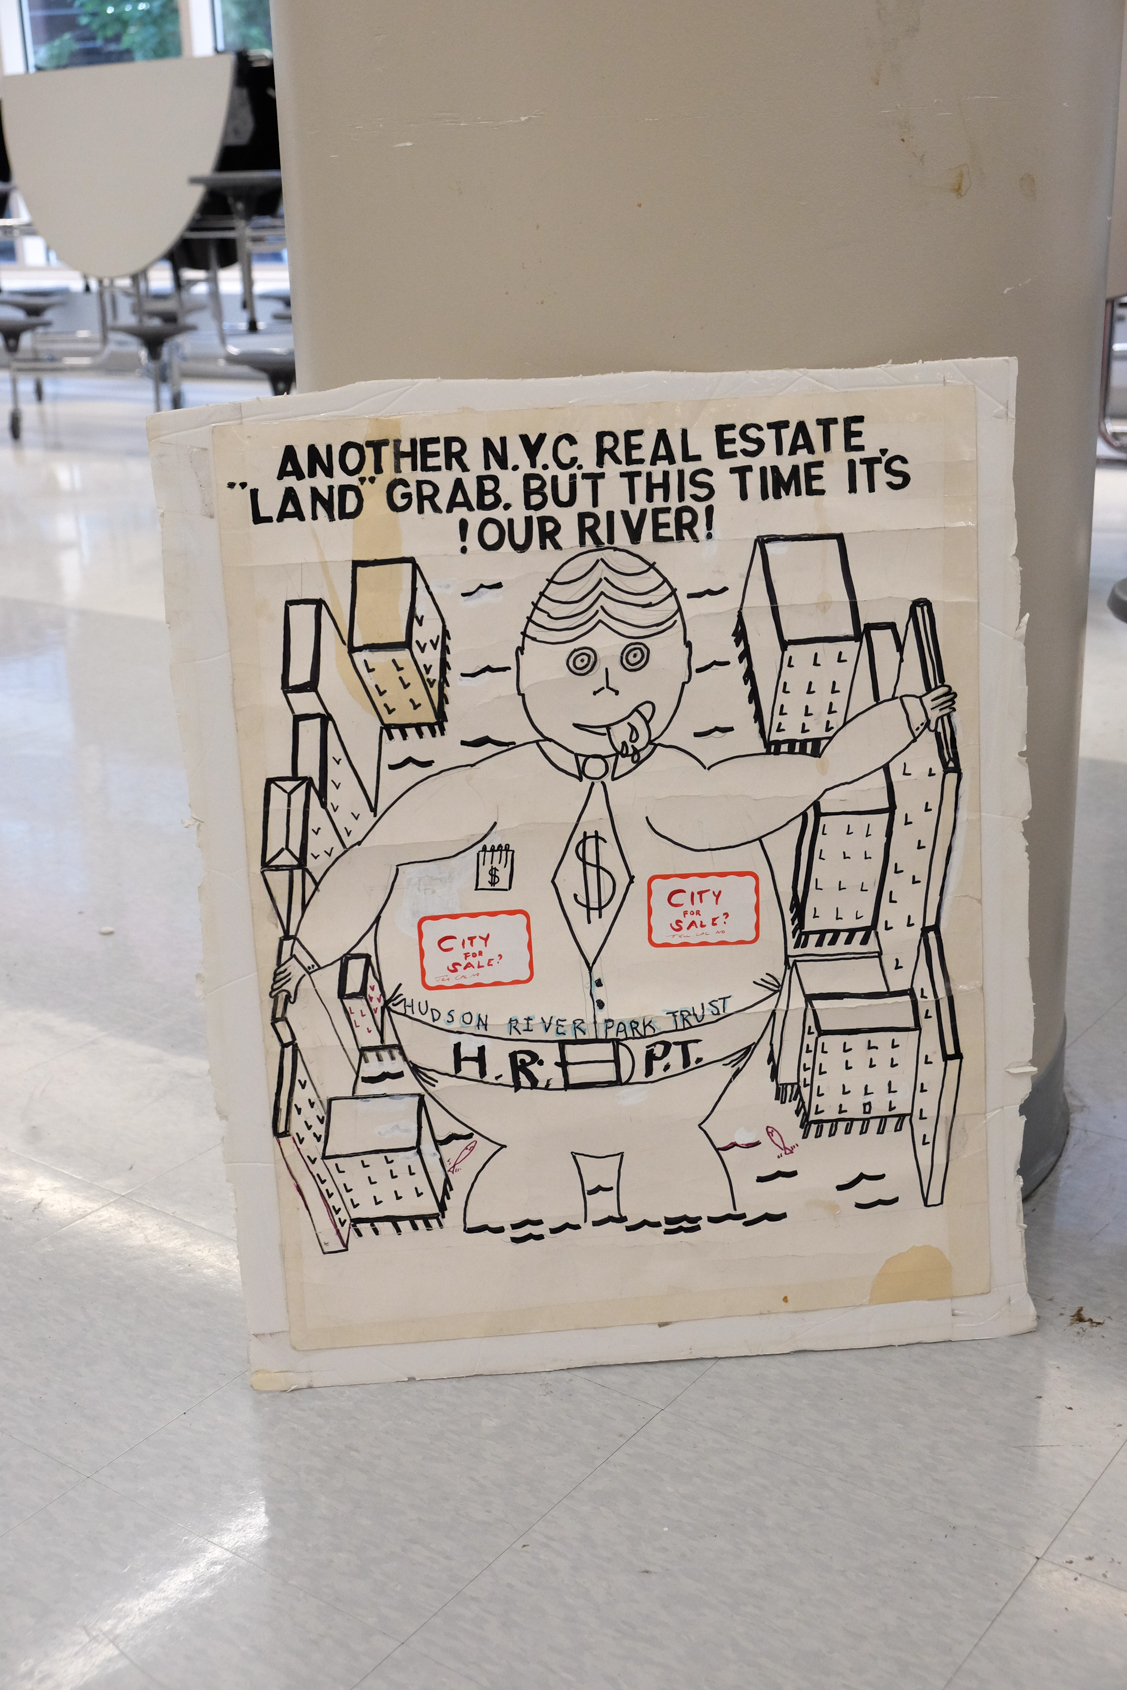 ANOTHER N.Y.C. REAL ESTATE
"LAND" GRAB. BUT THIS TIME IT'S
!OUR RIVER!
$
$
CITY
FOR
SALE?
CITY
FOR
SALE?
HUDSON RIVER PARK TRUST
H.R. P.T.